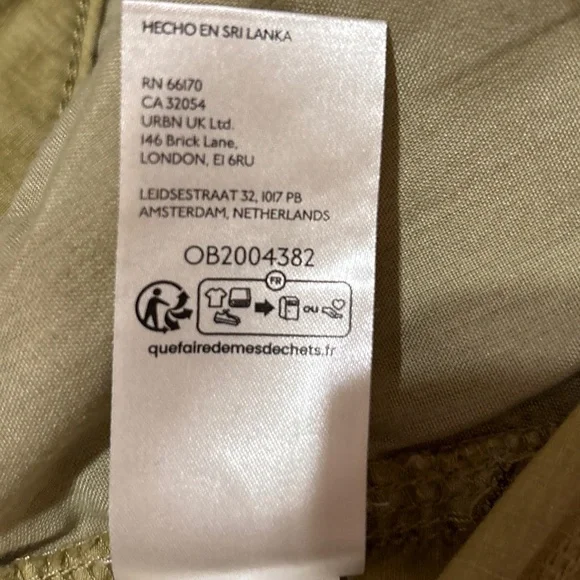 HECHO EN SRI LANKA
RN 66170
CA 32054
URBN UK Ltd.
146 Brick Lane,
LONDON, E1 6RU
LEIDSESTRAAT 32, 1017 PB
AMSTERDAM, NETHERLANDS
OB2004382
FR
OU
quefairedemesdechets.fr